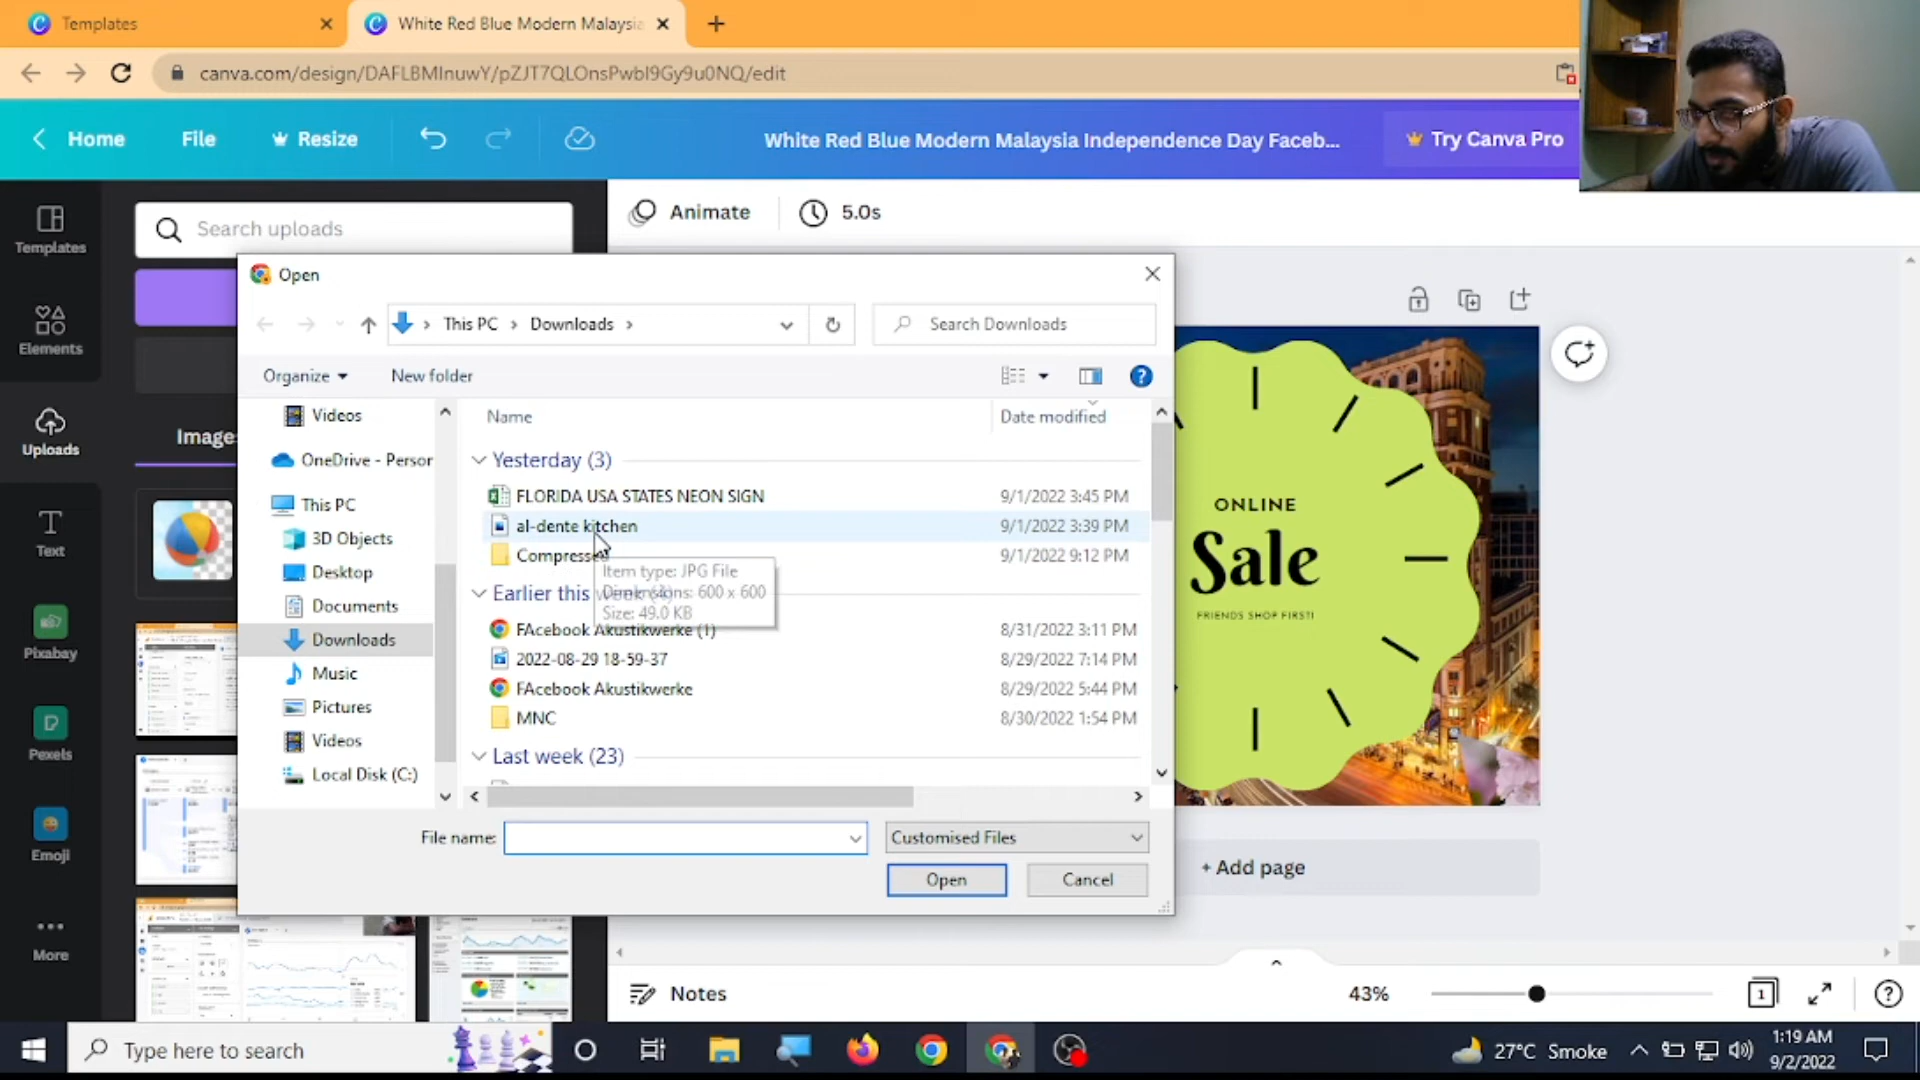 Templates
White Red Blue Modern Malaysia
canva.com/design/DAFLBMInuwY/pZJT7QLOnsPwbI9Gy9u0NQ/edit
Home
File
Resize
White Red Blue Modern Malaysia Independence Day Faceb...
Try Canva Pro
Templates
Elements
Uploads
Text
Pixabay
Pexels
Emoji
More
Search uploads
Animate
5.0s
Image
Open
This PC
Downloads
Search Downloads
Organize
New folder
Videos
OneDrive - Person
This PC
3D Objects
Desktop
Documents
Downloads
Music
Pictures
Videos
Local Disk (C:)
Name
Date modified
Yesterday (3)
FLORIDA USA STATES NEON SIGN
9/1/2022 3:45 PM
al-dente kitchen
9/1/2022 3:39 PM
Compresse
9/1/2022 9:12 PM
Item type: JPG File
Dimensions: 600 x 600
Size: 49.0 KB
Earlier this week (4)
FAcebook Akustikwerke (1)
8/31/2022 3:11 PM
2022-08-29 18-59-37
8/29/2022 7:14 PM
FAcebook Akustikwerke
8/29/2022 5:44 PM
MNC
8/30/2022 1:54 PM
Last week (23)
File name:
Customised Files
Open
Cancel
ONLINE
Sale
FRIENDS SHOP FIRST!
+ Add page
Notes
43%
1
Type here to search
27°C Smoke
1:19 AM
9/2/2022